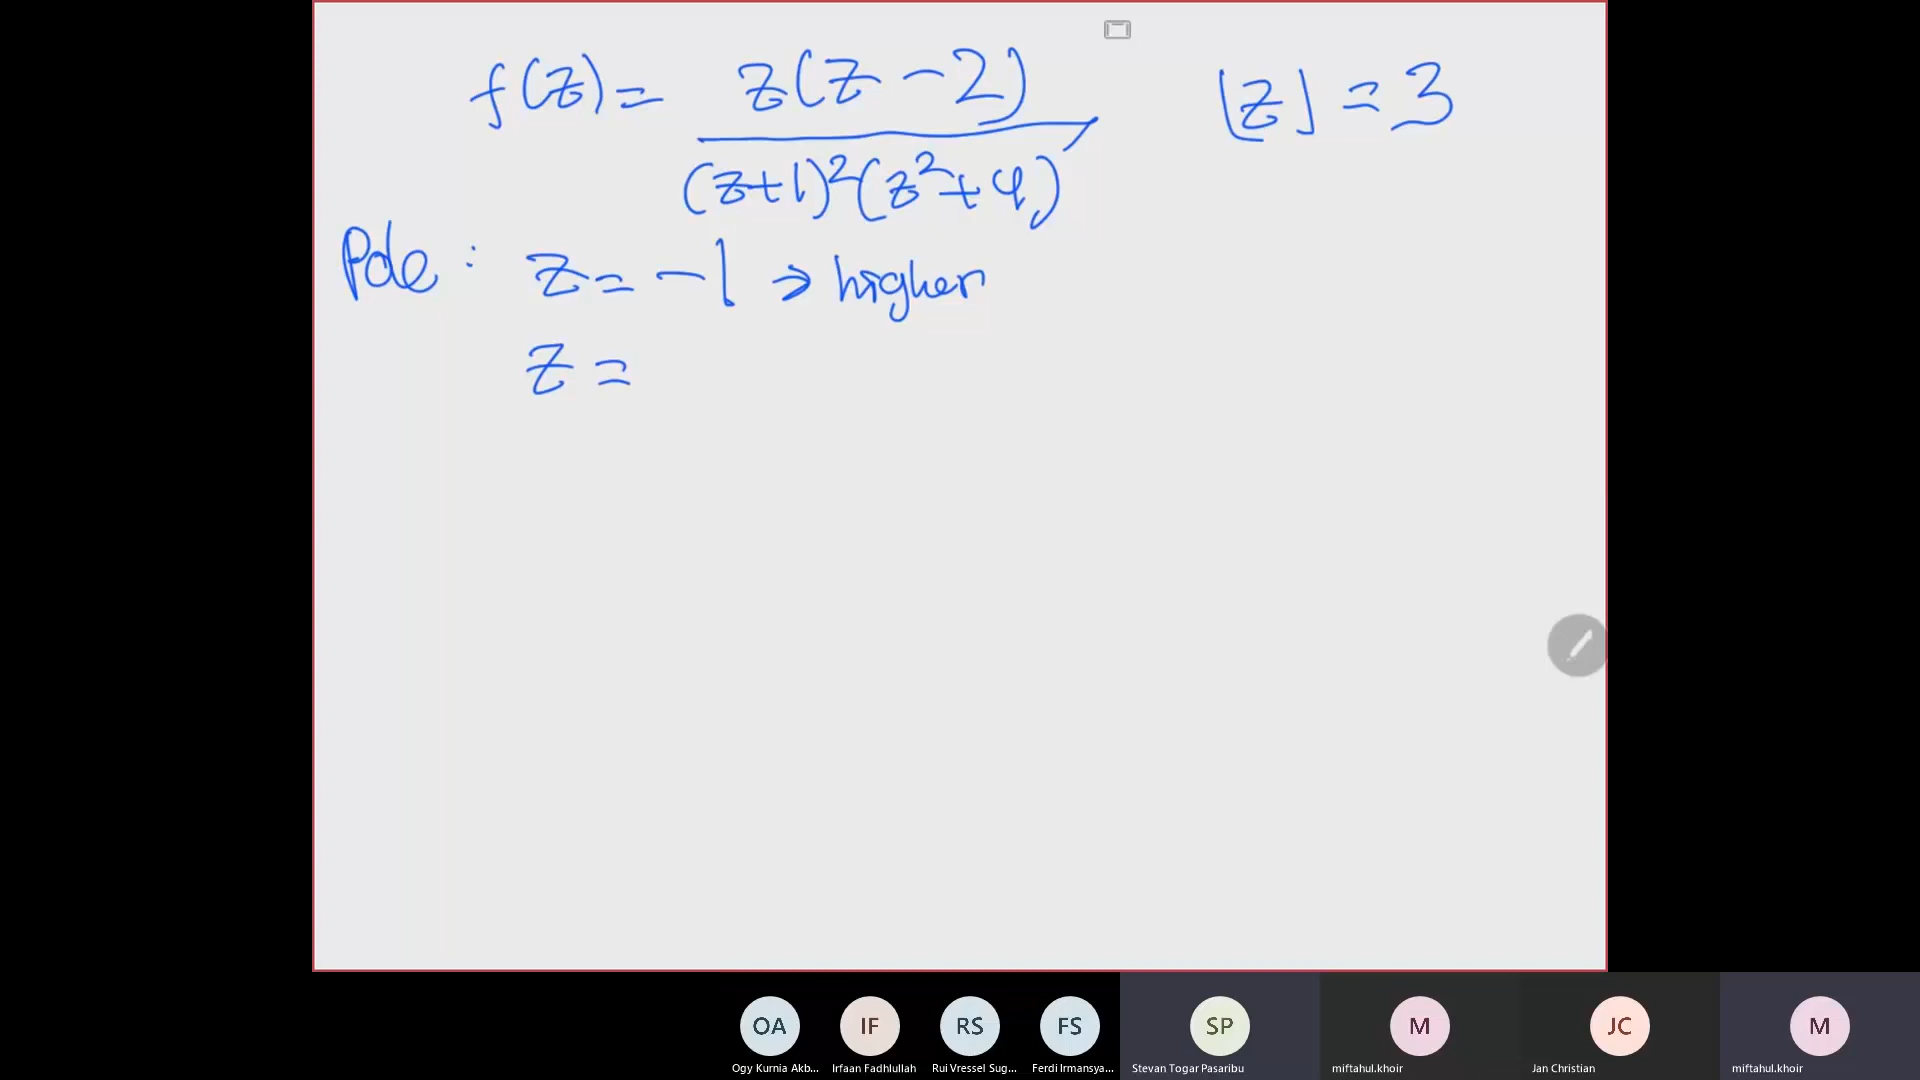 f(z) = z(z-2) / (z+1)²(z²+4) |z| = 3
Pole : z = -1 → higher
z =
OA IF RS FS SP M JC M
Ogy Kurnia Akb... Irfaan Fadhlullah Rui Vressel Sug... Ferdi Irmansya... Stevan Togar Pasaribu miftahul.khoir Jan Christian miftahul.khoir